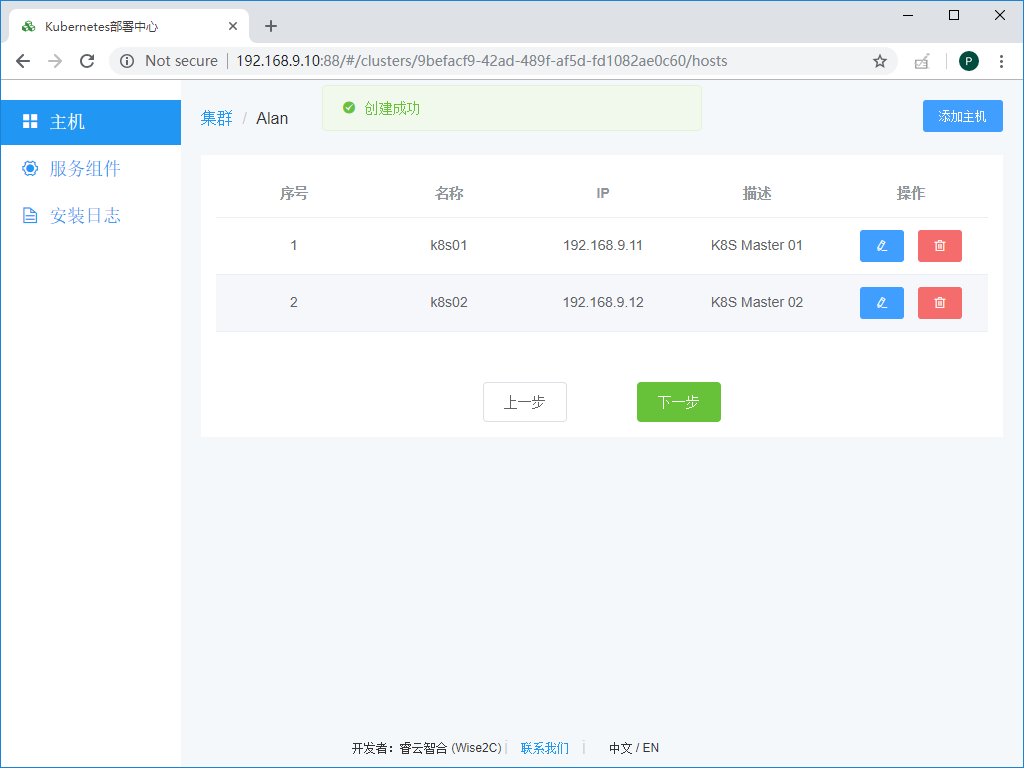 Kubernetes部署中心
Not secure | 192.168.9.10:88/#/clusters/9befacf9-42ad-489f-af5d-fd1082ae0c60/hosts
P
主机
服务组件
安装日志
集群 / Alan
创建成功
添加主机
序号 名称 IP 描述 操作
1 k8s01 192.168.9.11 K8S Master 01
2 k8s02 192.168.9.12 K8S Master 02
上一步 下一步
开发者：睿云智合 (Wise2C) | 联系我们 | 中文 / EN